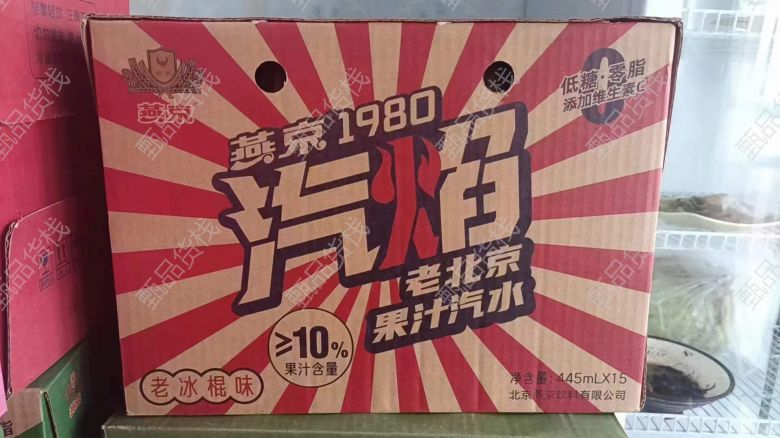 燕京
低糖·零脂
添加维生素C
燕京1980
汽焰
老北京
果汁汽水
≥10%
果汁含量
老冰棍味
净含量:445mLX15
北京燕京饮料有限公司
甄品货栈